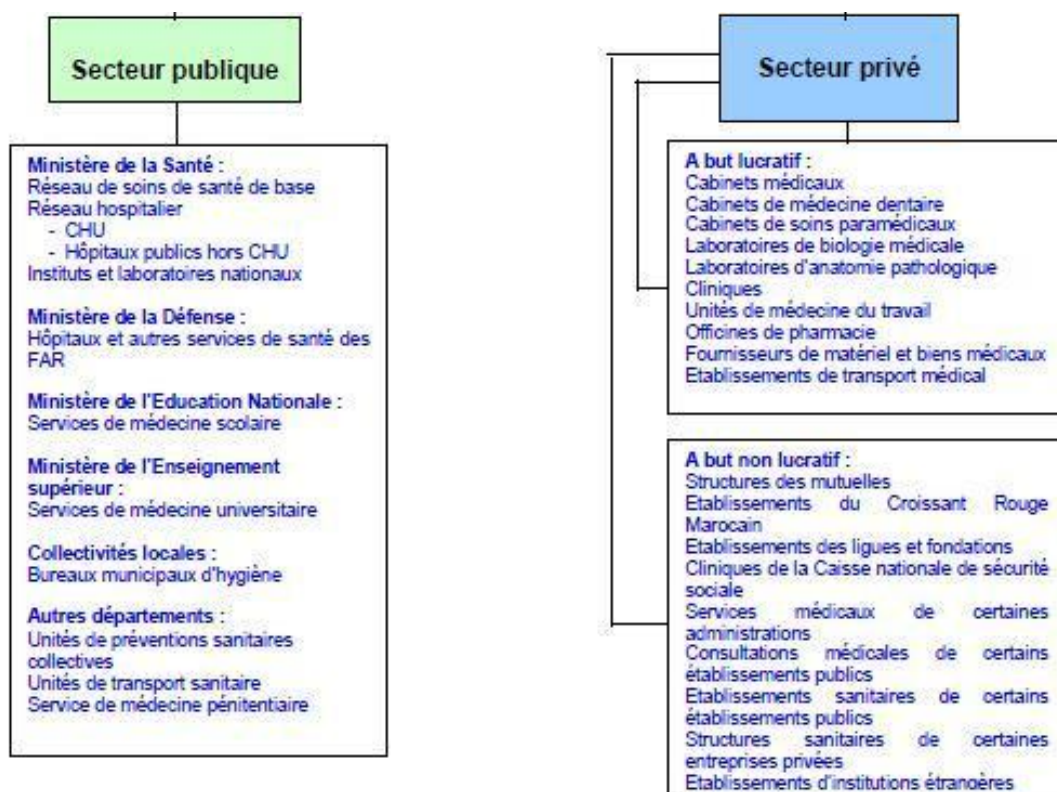 Secteur publique
Ministère de la Santé :
Réseau de soins de santé de base
Réseau hospitalier
- CHU
- Hôpitaux publics hors CHU
Instituts et laboratoires nationaux
Ministère de la Défense :
Hôpitaux et autres services de santé des
FAR
Ministère de l'Education Nationale :
Services de médecine scolaire
Ministère de l'Enseignement
supérieur :
Services de médecine universitaire
Collectivités locales :
Bureaux municipaux d'hygiène
Autres départements :
Unités de préventions sanitaires
collectives
Unités de transport sanitaire
Service de médecine pénitentiaire
Secteur privé
A but lucratif :
Cabinets médicaux
Cabinets de médecine dentaire
Cabinets de soins paramédicaux
Laboratoires de biologie médicale
Laboratoires d'anatomie pathologique
Cliniques
Unités de médecine du travail
Officines de pharmacie
Fournisseurs de matériel et biens médicaux
Etablissements de transport médical
A but non lucratif :
Structures des mutuelles
Etablissements du Croissant Rouge
Marocain
Etablissements des ligues et fondations
Cliniques de la Caisse nationale de sécurité
sociale
Services médicaux de certaines
administrations
Consultations médicales de certains
établissements publics
Etablissements sanitaires de certains
établissements publics
Structures sanitaires de certaines
entreprises privées
Etablissements d'institutions étrangères